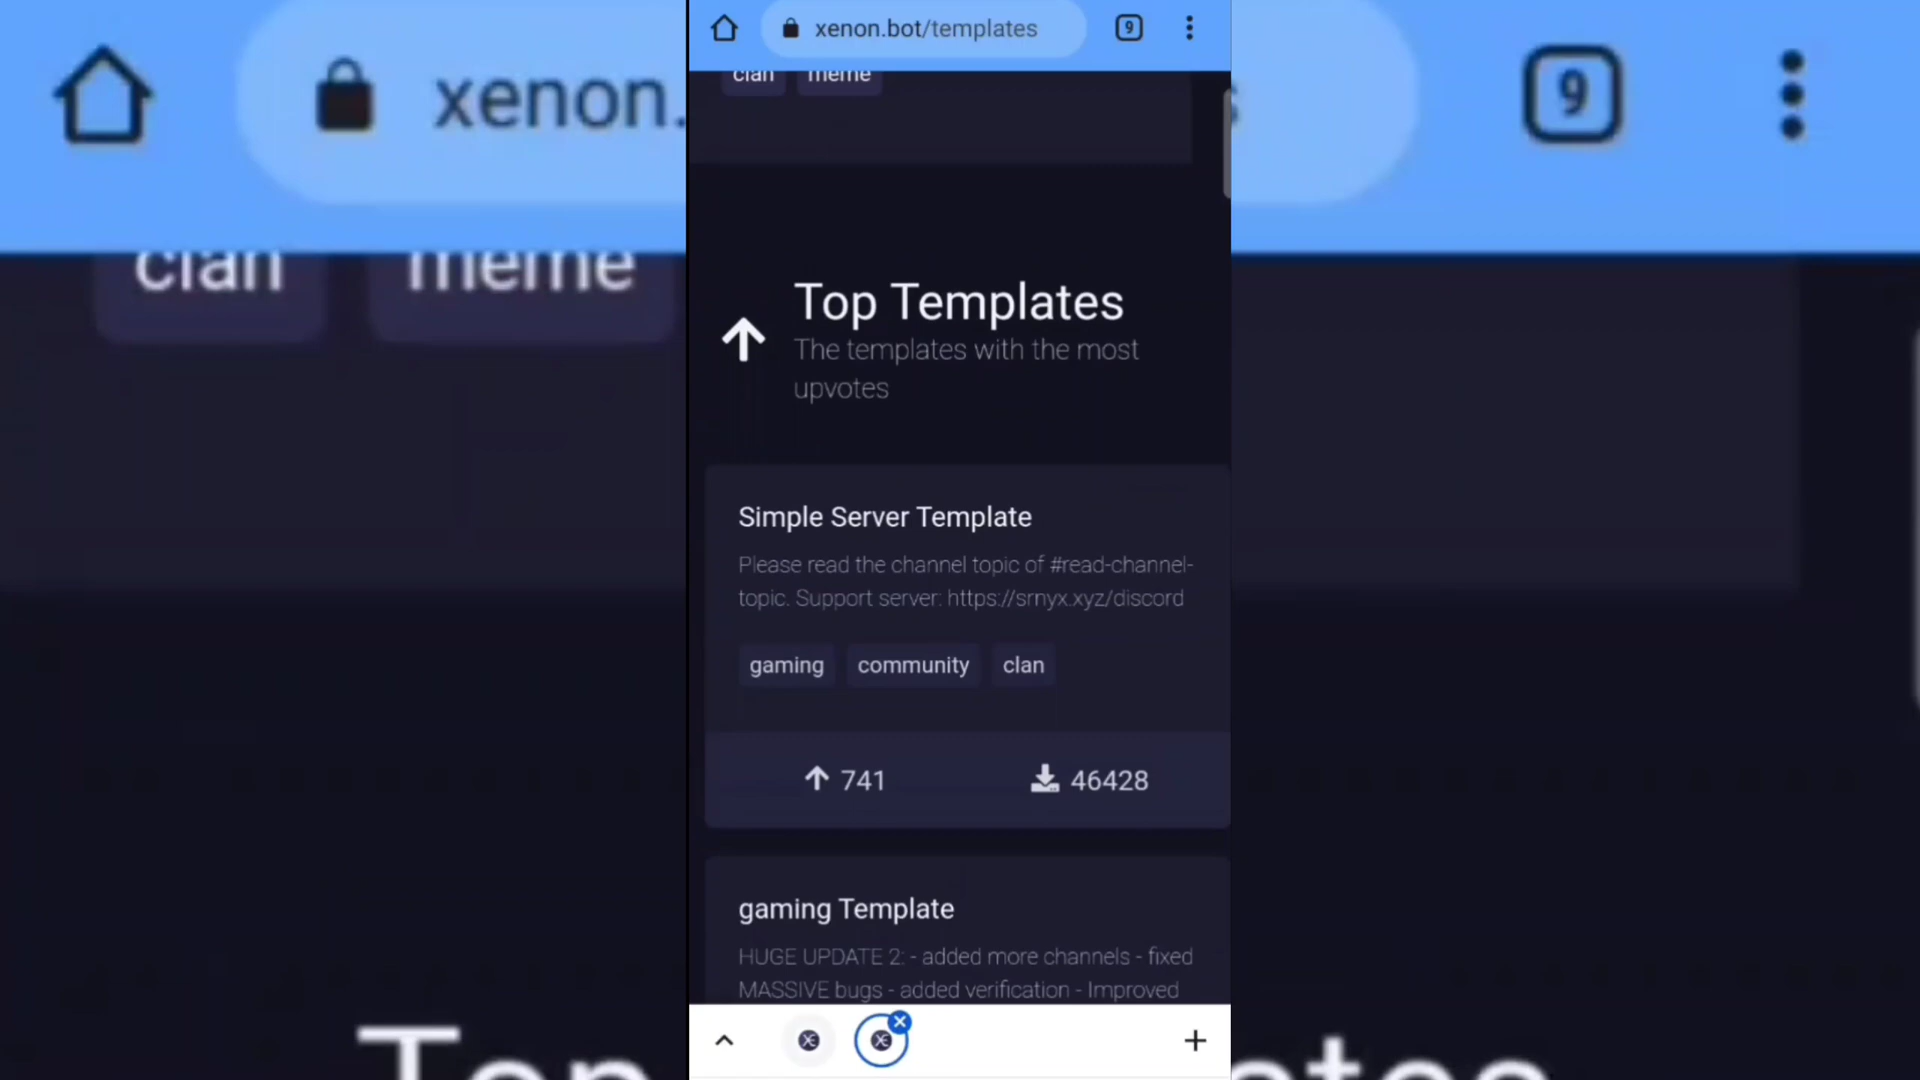 xenon.bot/templates
9
clan meme
Top Templates
The templates with the most
upvotes
Simple Server Template
Please read the channel topic of #read-channel-
topic. Support server: https://srnyx.xyz/discord
gaming community clan
741 46428
gaming Template
HUGE UPDATE 2: - added more channels - fixed
MASSIVE bugs - added verification - Improved
xenon.
9
clan meme